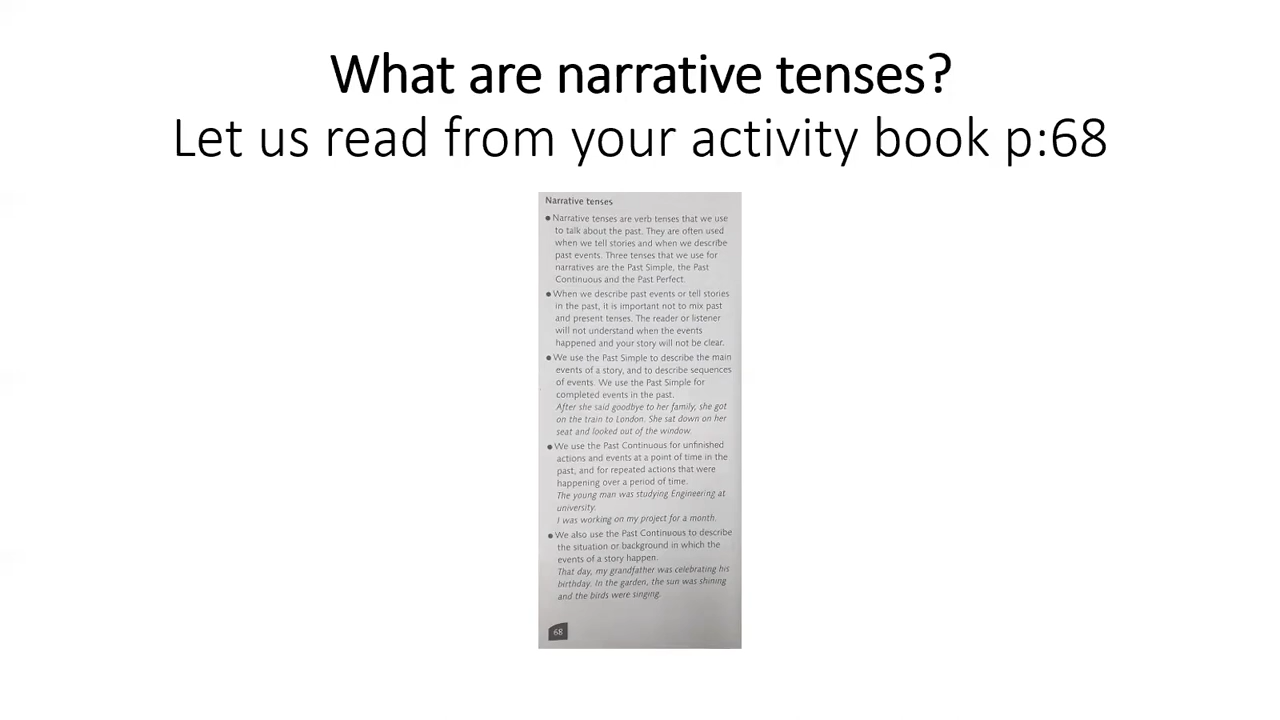 What are narrative tenses?
Let us read from your activity book p:68
Narrative tenses
● Narrative tenses are verb tenses that we use
to talk about the past. They are often used
when we tell stories and when we describe
past events. Three tenses that we use for
narratives are the Past Simple, the Past
Continuous and the Past Perfect.
● When we describe past events or tell stories
in the past, it is important not to mix past
and present tenses. The reader or listener
will not understand when the events
happened and your story will not be clear.
● We use the Past Simple to describe the main
events of a story, and to describe sequences
of events. We use the Past Simple for
completed events in the past.
After she said goodbye to her family, she got
on the train to London. She sat down on her
seat and looked out of the window.
● We use the Past Continuous for unfinished
actions and events at a point of time in the
past, and for repeated actions that were
happening over a period of time.
The young man was studying Engineering at
university.
I was working on my project for a month.
● We also use the Past Continuous to describe
the situation or background in which the
events of a story happen.
That day, my grandfather was celebrating his
birthday. In the garden, the sun was shining
and the birds were singing.
68